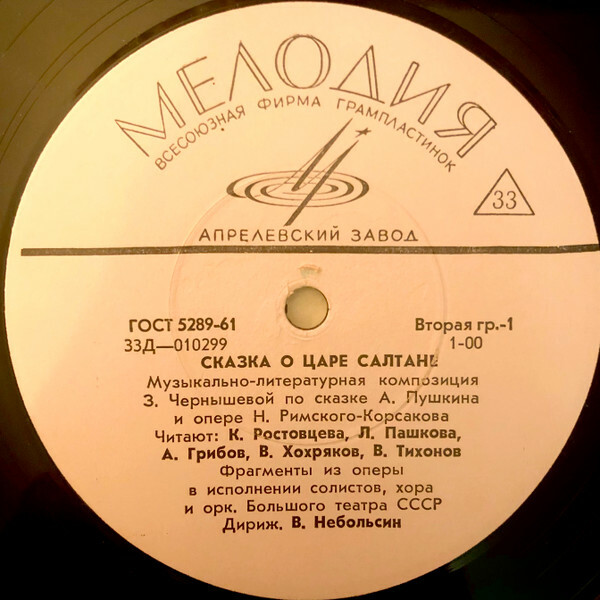 МЕЛОДИЯ
ВСЕСОЮЗНАЯ ФИРМА ГРАМПЛАСТИНОК
33
АПРЕЛЕВСКИЙ ЗАВОД
ГОСТ 5289-61 Вторая гр.-1
33Д—010299 1-00
СКАЗКА О ЦАРЕ САЛТАНЕ
Музыкально-литературная композиция
З. Чернышевой по сказке А. Пушкина
и опере Н. Римского-Корсакова
Читают: К. Ростовцева, Л. Пашкова,
А. Грибов, В. Хохряков, В. Тихонов
Фрагменты из оперы
в исполнении солистов, хора
и орк. Большого театра СССР
Дириж. В. Небольсин